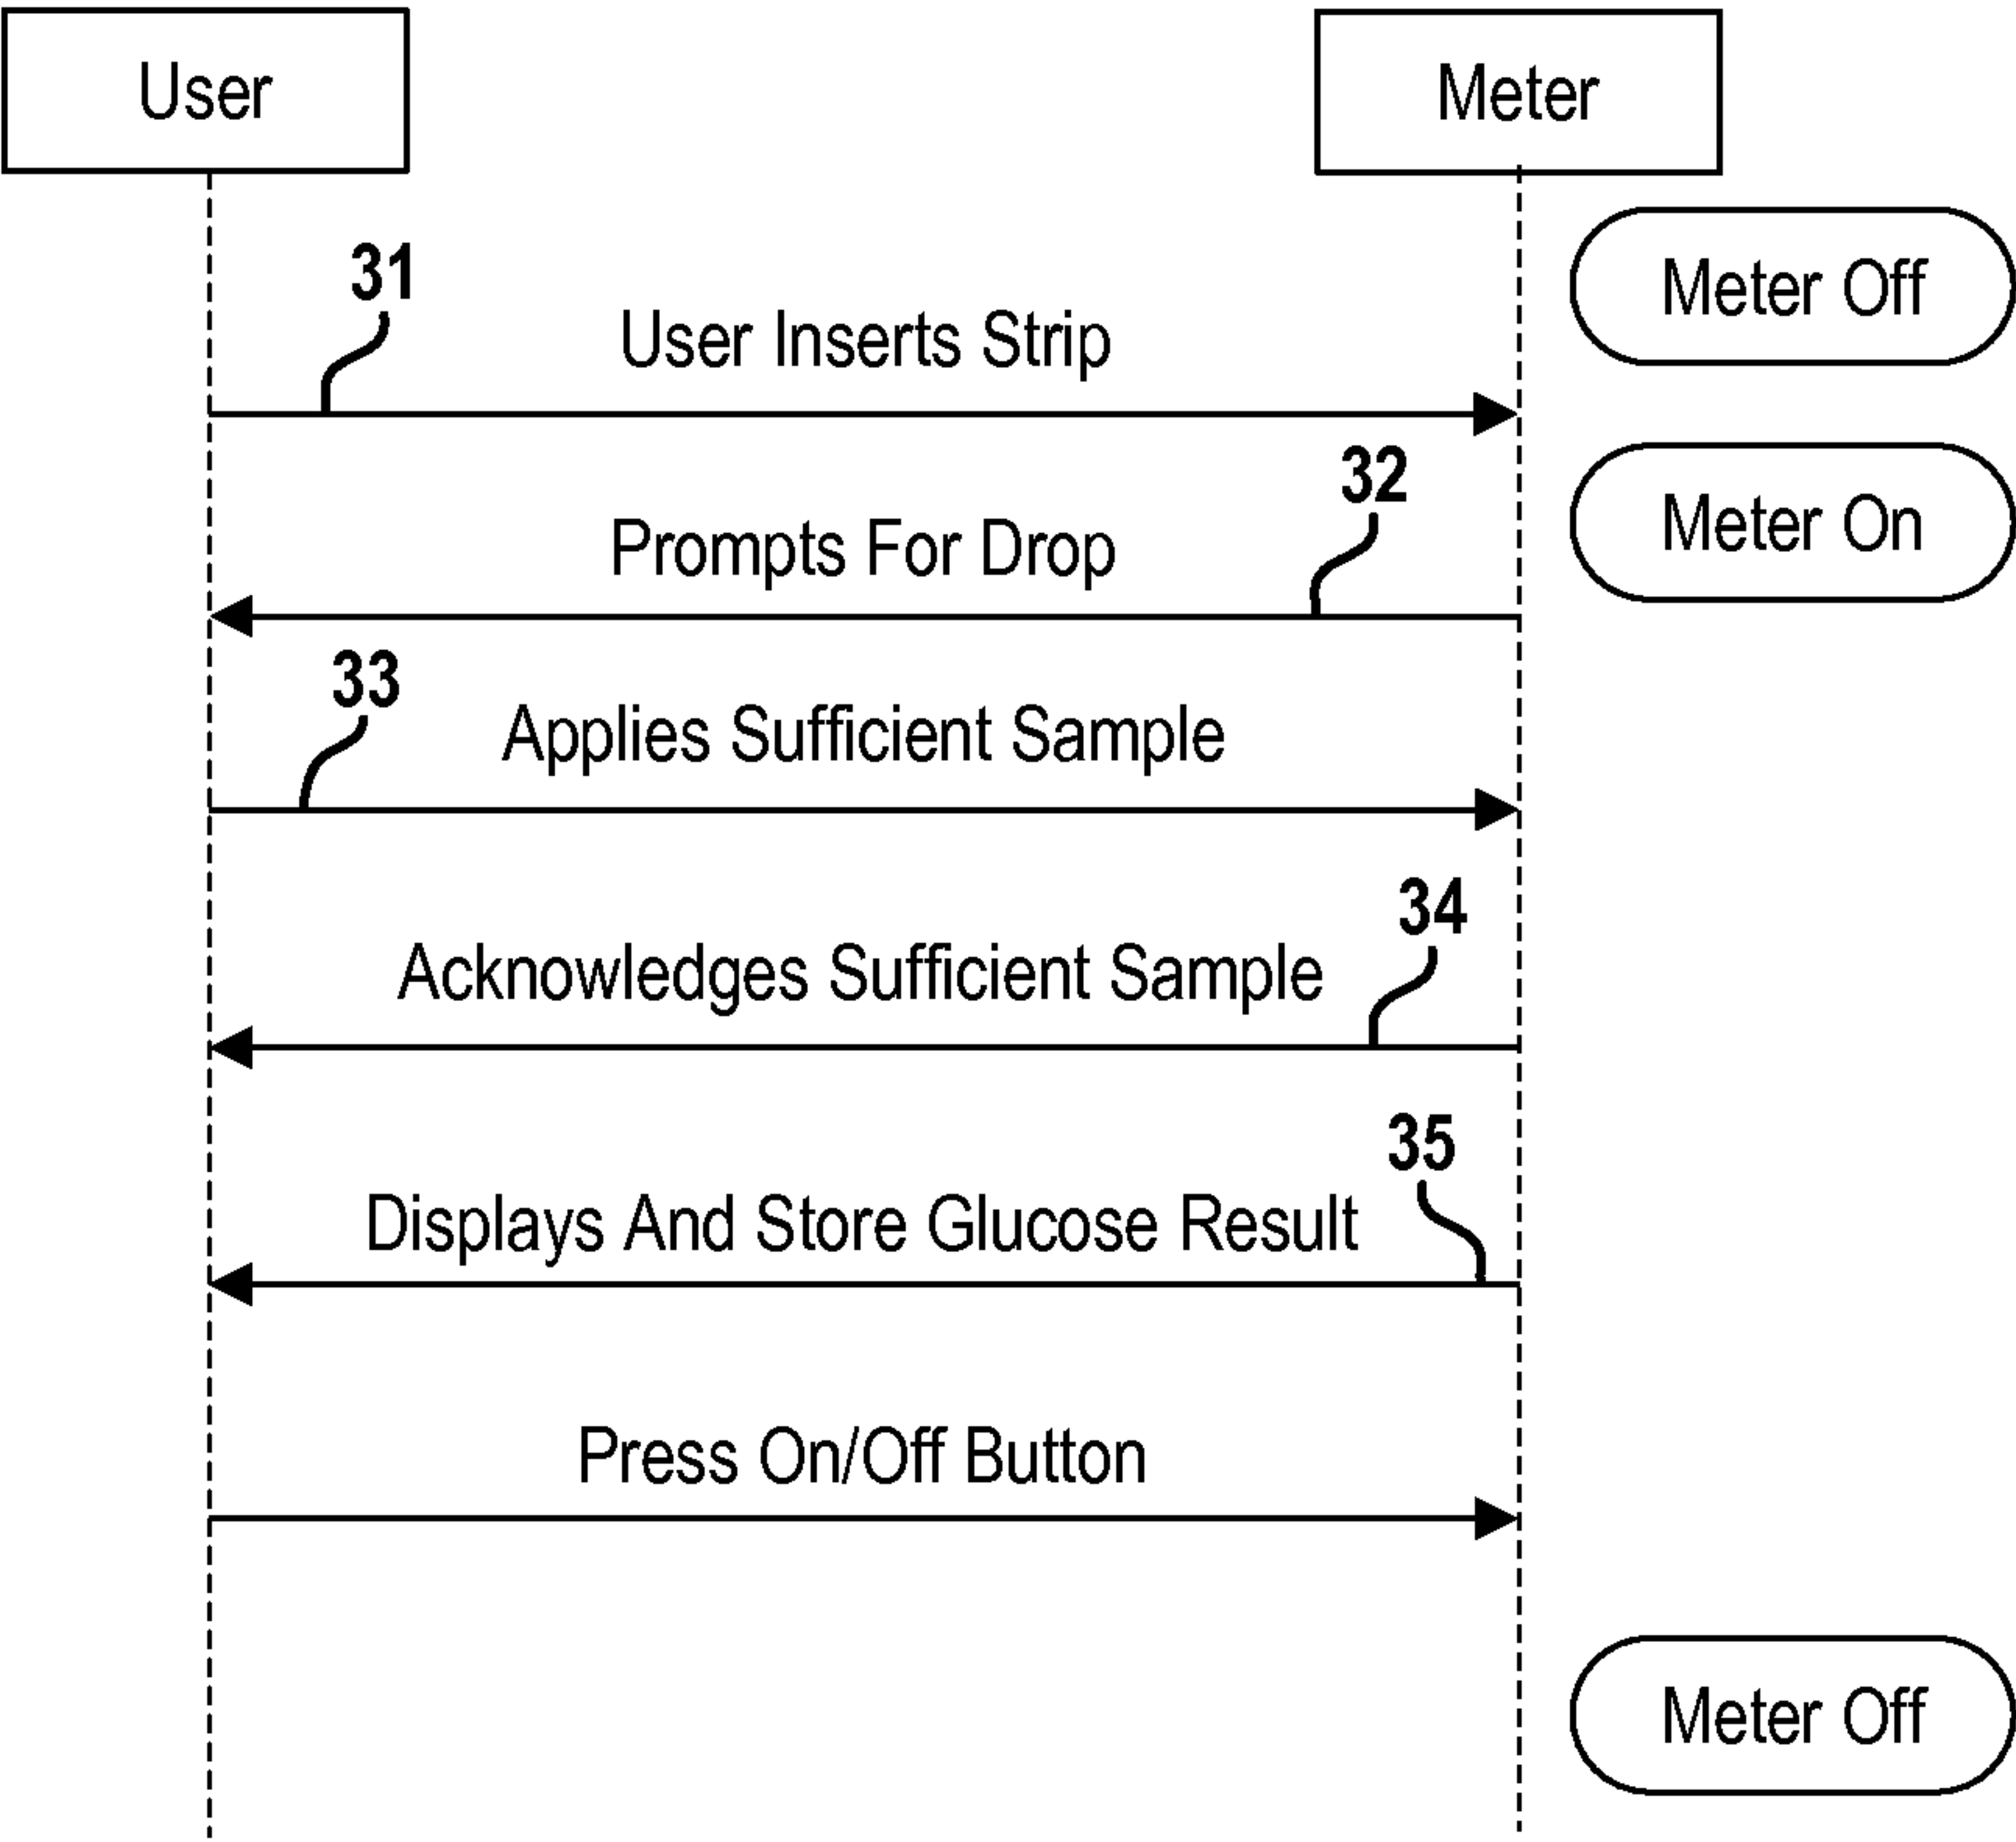 User
Meter
Meter Off
31
User Inserts Strip
Meter On
32
Prompts For Drop
33
Applies Sufficient Sample
34
Acknowledges Sufficient Sample
35
Displays And Store Glucose Result
Press On/Off Button
Meter Off